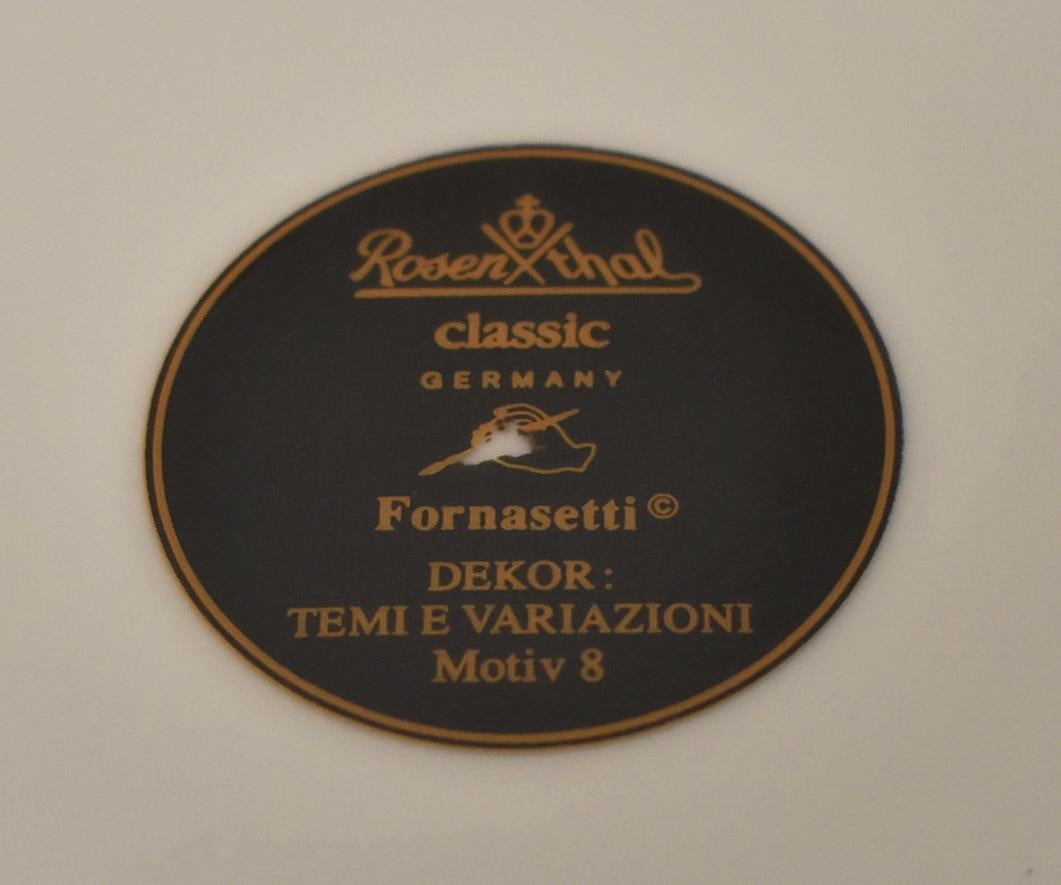 Rosenthal
classic
GERMANY
Fornasetti ©
DEKOR:
TEMI E VARIAZIONI
Motiv 8